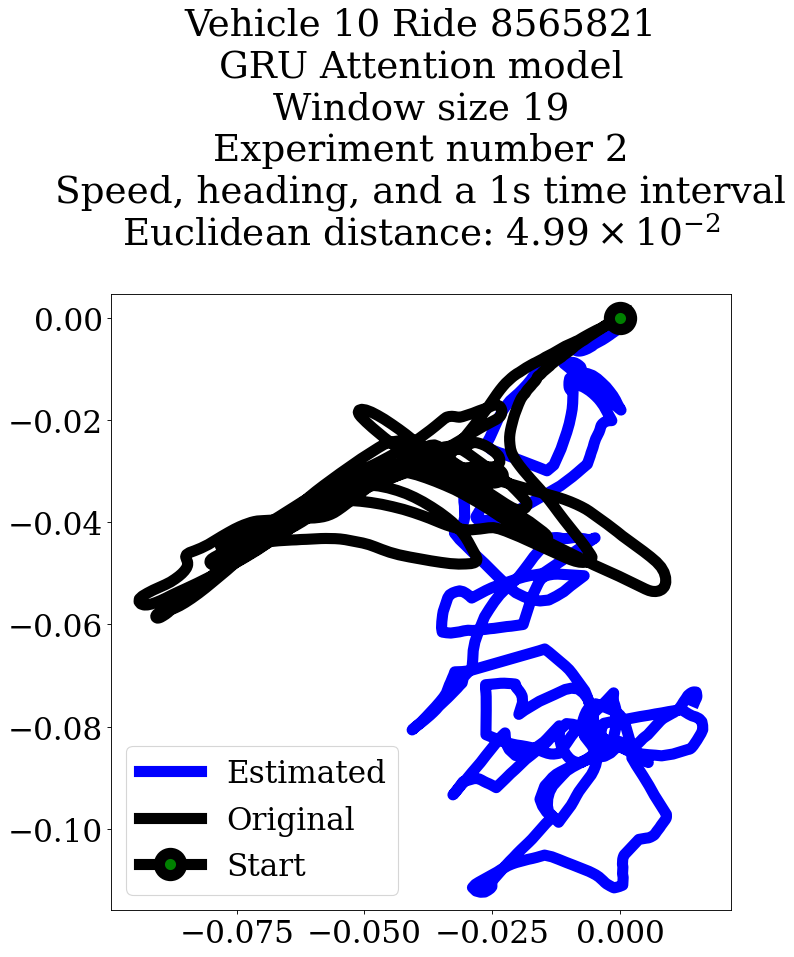 Vehicle 10 Ride 8565821
GRU Attention model
Window size 19
Experiment number 2
Speed, heading, and a 1s time interval
Euclidean distance: 4.99 × 10⁻²
0.00
−0.02
−0.04
−0.06
−0.08
−0.10
Estimated
Original
Start
−0.075 −0.050 −0.025 0.000